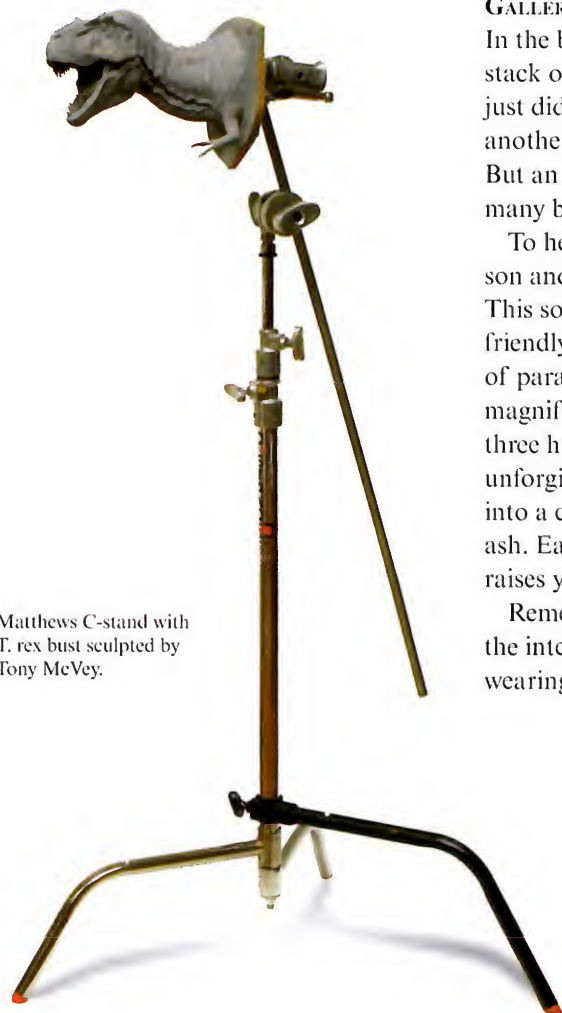 GALLER
In the b
stack o
just did
anothe
But an
many b
To he
son and
This so
friendly
of para
magnif
three h
unforgi
into a c
ash. Ea
raises y
Reme
the inte
wearing
Matthews C-stand with
T. rex bust sculpted by
Tony McVey.